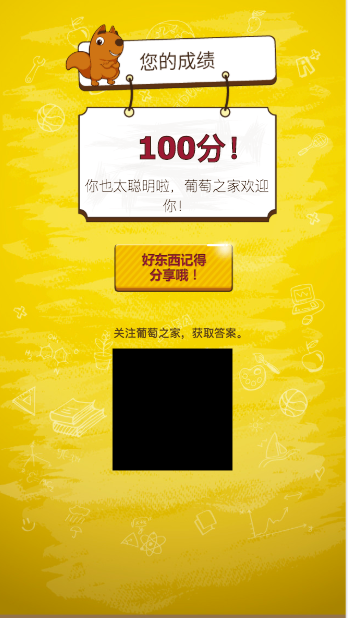 您的成绩
100分！
你也太聪明啦，葡萄之家欢迎
你！
好东西记得
分享哦！
关注葡萄之家，获取答案。